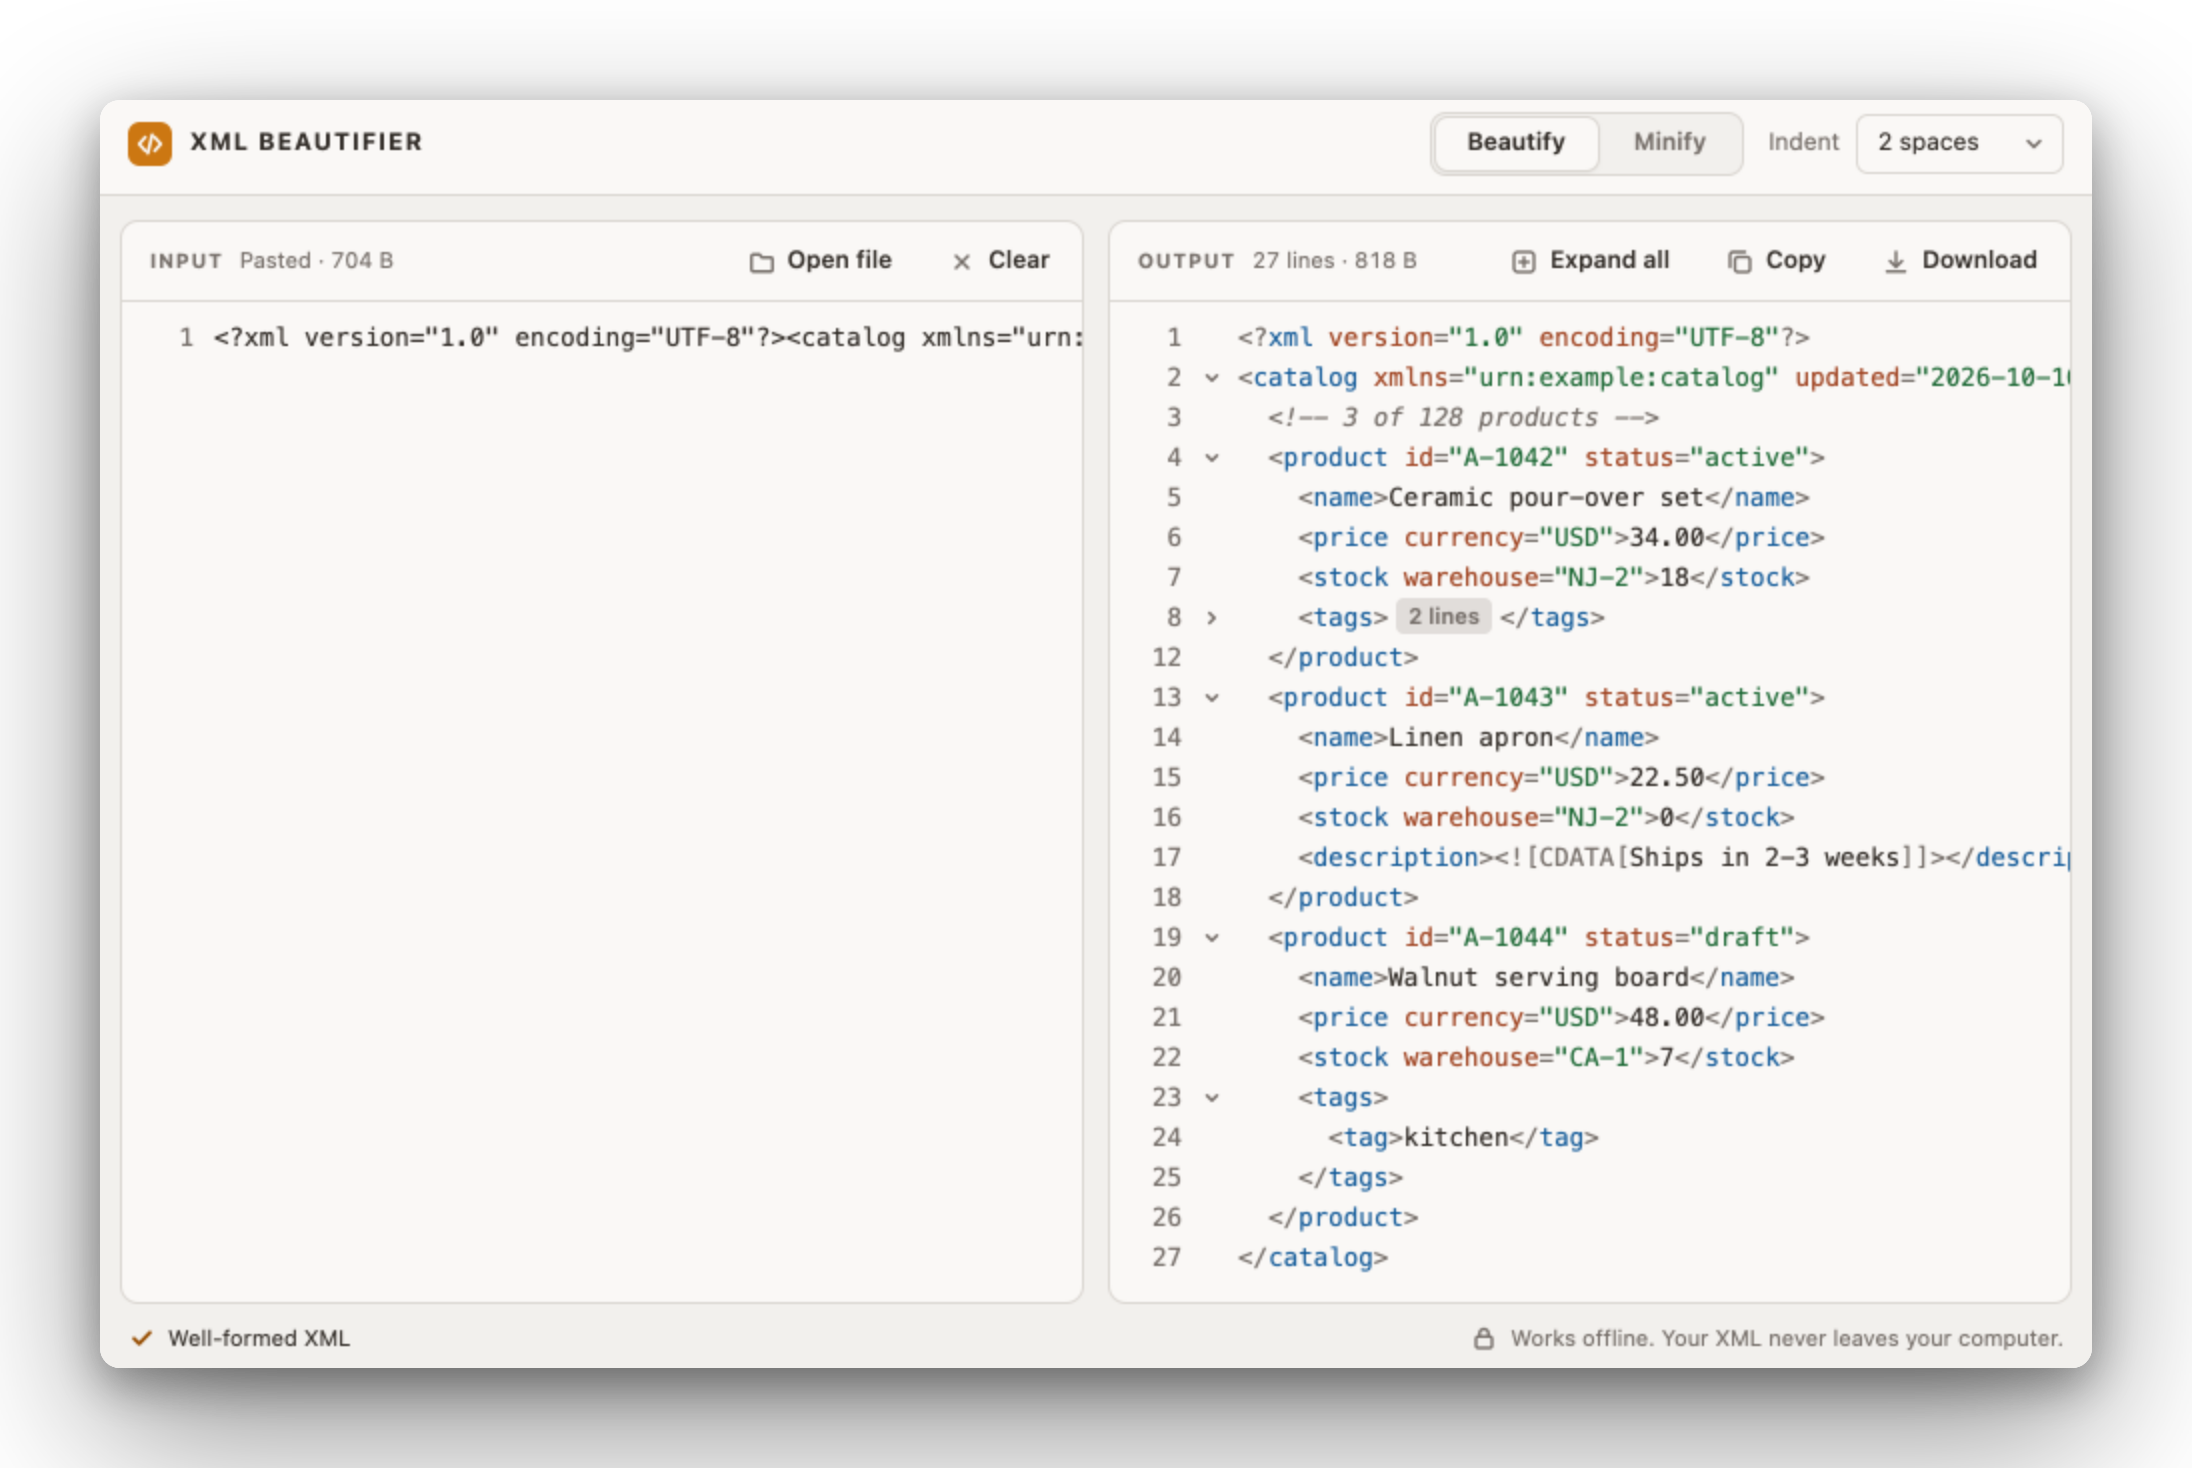 XML BEAUTIFIER
Beautify Minify Indent 2 spaces
INPUT Pasted · 704 B Open file Clear
1 <?xml version="1.0" encoding="UTF-8"?><catalog xmlns="urn:
OUTPUT 27 lines · 818 B Expand all Copy Download
1 <?xml version="1.0" encoding="UTF-8"?>
2 <catalog xmlns="urn:example:catalog" updated="2026-10-1
3   <!-- 3 of 128 products -->
4   <product id="A-1042" status="active">
5     <name>Ceramic pour-over set</name>
6     <price currency="USD">34.00</price>
7     <stock warehouse="NJ-2">18</stock>
8     <tags> 2 lines </tags>
12   </product>
13   <product id="A-1043" status="active">
14     <name>Linen apron</name>
15     <price currency="USD">22.50</price>
16     <stock warehouse="NJ-2">0</stock>
17     <description><![CDATA[Ships in 2-3 weeks]]></descri
18   </product>
19   <product id="A-1044" status="draft">
20     <name>Walnut serving board</name>
21     <price currency="USD">48.00</price>
22     <stock warehouse="CA-1">7</stock>
23     <tags>
24       <tag>kitchen</tag>
25     </tags>
26   </product>
27 </catalog>
Well-formed XML
Works offline. Your XML never leaves your computer.